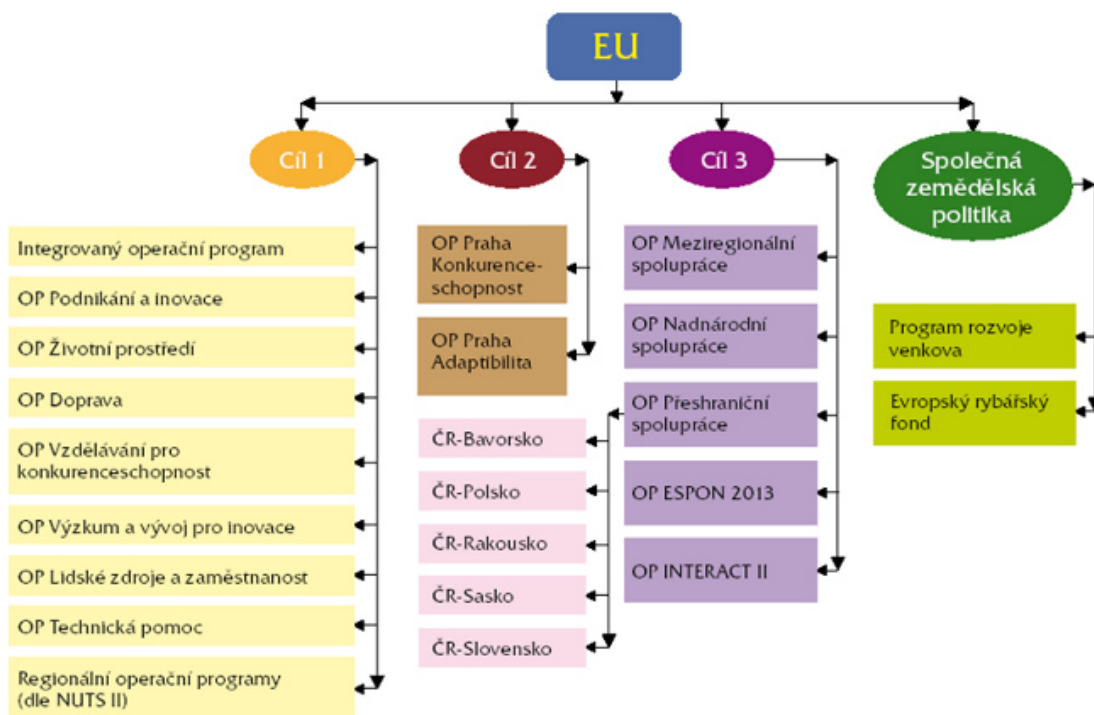 EU
Cíl 1
Cíl 2
Cíl 3
Společná
zemědělská
politika
Integrovaný operační program
OP Podnikání a inovace
OP Životní prostředí
OP Doprava
OP Vzdělávání pro
konkurenceschopnost
OP Výzkum a vývoj pro inovace
OP Lidské zdroje a zaměstnanost
OP Technická pomoc
Regionální operační programy
(dle NUTS II)
OP Praha
Konkurence-
schopnost
OP Praha
Adaptibilita
ČR-Bavorsko
ČR-Polsko
ČR-Rakousko
ČR-Sasko
ČR-Slovensko
OP Meziregionální
spolupráce
OP Nadnárodní
spolupráce
OP Přeshraniční
spolupráce
OP ESPON 2013
OP INTERACT II
Program rozvoje
venkova
Evropský rybářský
fond